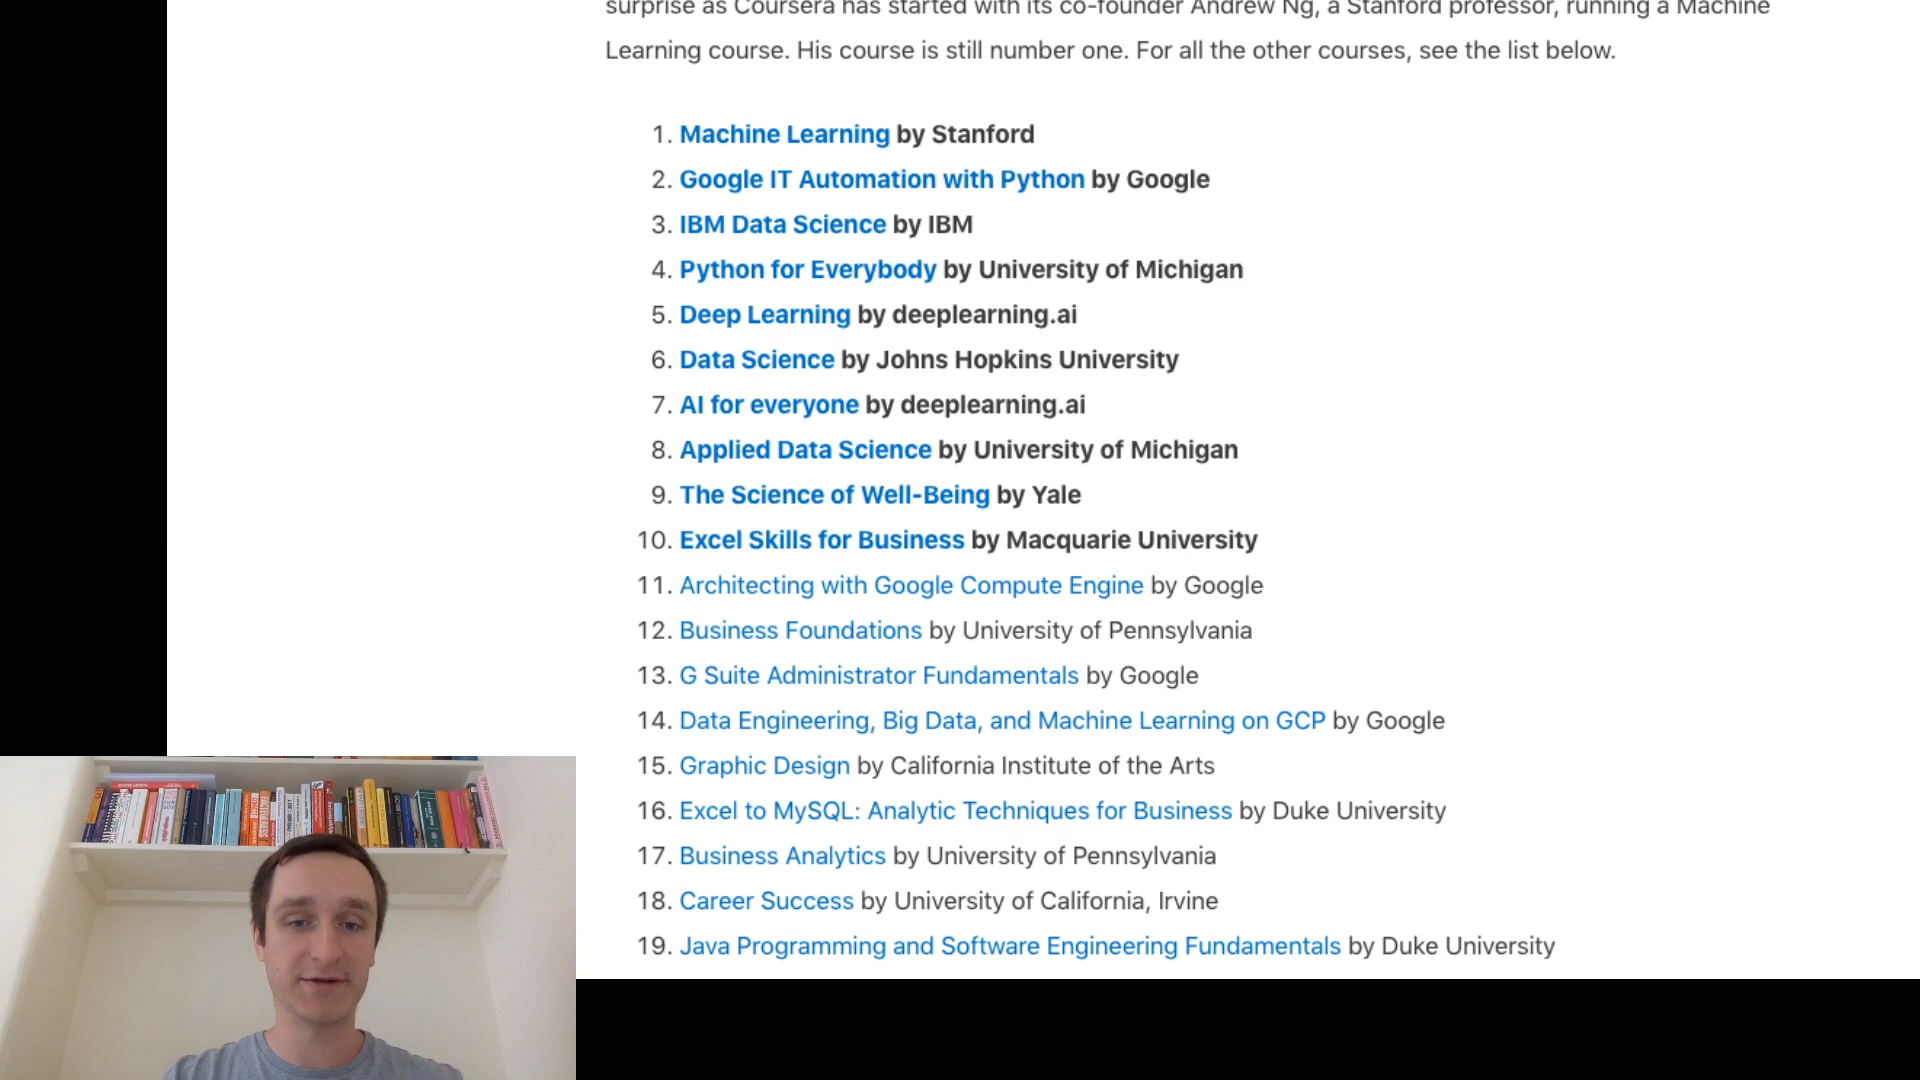 surprise as Coursera has started with its co-founder Andrew Ng, a Stanford professor, running a Machine
Learning course. His course is still number one. For all the other courses, see the list below.
1. Machine Learning by Stanford
2. Google IT Automation with Python by Google
3. IBM Data Science by IBM
4. Python for Everybody by University of Michigan
5. Deep Learning by deeplearning.ai
6. Data Science by Johns Hopkins University
7. AI for everyone by deeplearning.ai
8. Applied Data Science by University of Michigan
9. The Science of Well-Being by Yale
10. Excel Skills for Business by Macquarie University
11. Architecting with Google Compute Engine by Google
12. Business Foundations by University of Pennsylvania
13. G Suite Administrator Fundamentals by Google
14. Data Engineering, Big Data, and Machine Learning on GCP by Google
15. Graphic Design by California Institute of the Arts
16. Excel to MySQL: Analytic Techniques for Business by Duke University
17. Business Analytics by University of Pennsylvania
18. Career Success by University of California, Irvine
19. Java Programming and Software Engineering Fundamentals by Duke University